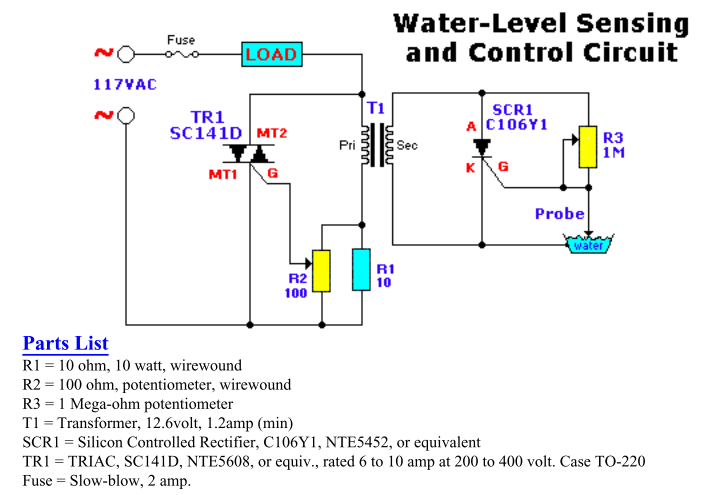 Water-Level Sensing
and Control Circuit
Fuse
~
LOAD
117VAC
~
TR1
SC141D
MT2
MT1
G
T1
Pri
Sec
SCR1
C106Y1
A
K
G
R3
1M
Probe
water
R2
100
R1
10
Parts List
R1 = 10 ohm, 10 watt, wirewound
R2 = 100 ohm, potentiometer, wirewound
R3 = 1 Mega-ohm potentiometer
T1 = Transformer, 12.6volt, 1.2amp (min)
SCR1 = Silicon Controlled Rectifier, C106Y1, NTE5452, or equivalent
TR1 = TRIAC, SC141D, NTE5608, or equiv., rated 6 to 10 amp at 200 to 400 volt. Case TO-220
Fuse = Slow-blow, 2 amp.